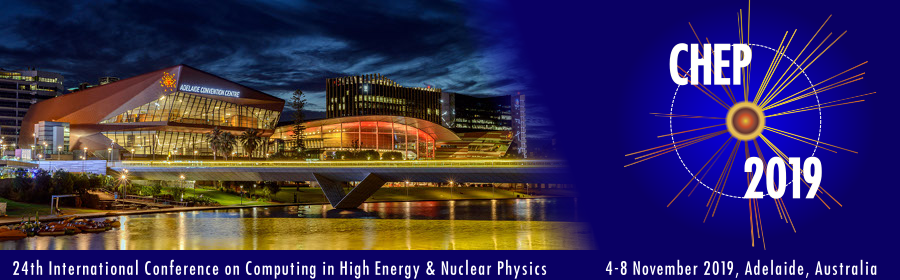 ADELAIDE CONVENTION CENTRE
CHEP
2019
24th International Conference on Computing in High Energy & Nuclear Physics
4-8 November 2019, Adelaide, Australia